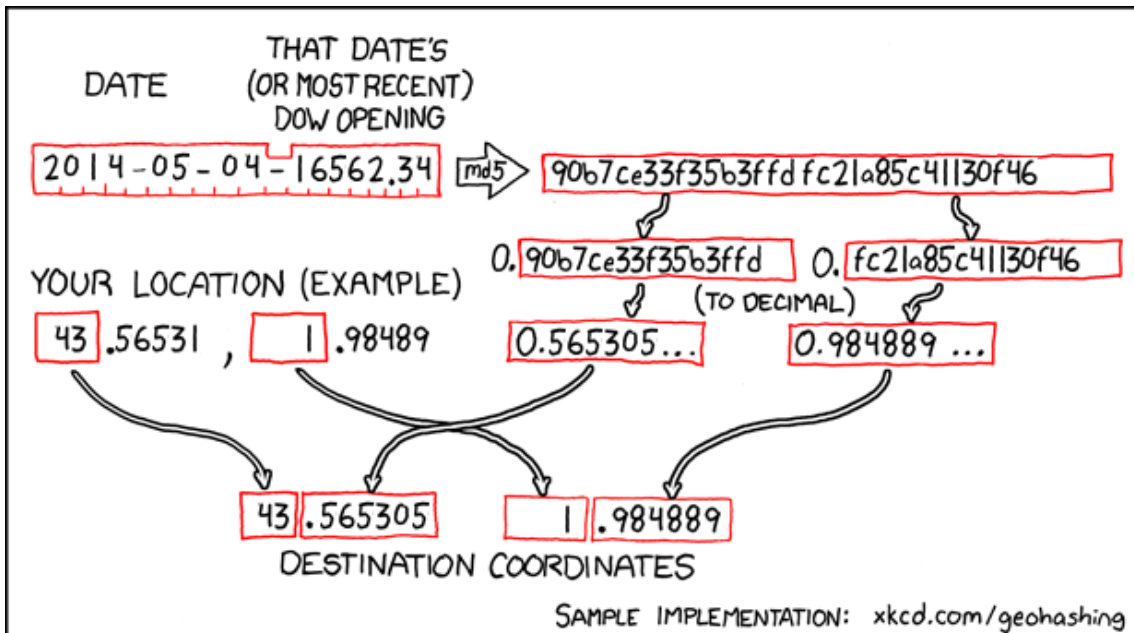 THAT DATE'S
DATE (OR MOST RECENT)
DOW OPENING
2014-05-04-16562.34 md5 90b7ce33f35b3ffdfc21a85c41130f46
0.90b7ce33f35b3ffd 0.fc21a85c41130f46
YOUR LOCATION (EXAMPLE) (TO DECIMAL)
43.56531, 1.98489 0.565305... 0.984889...
43.565305 1.984889
DESTINATION COORDINATES
SAMPLE IMPLEMENTATION: xkcd.com/geohashing